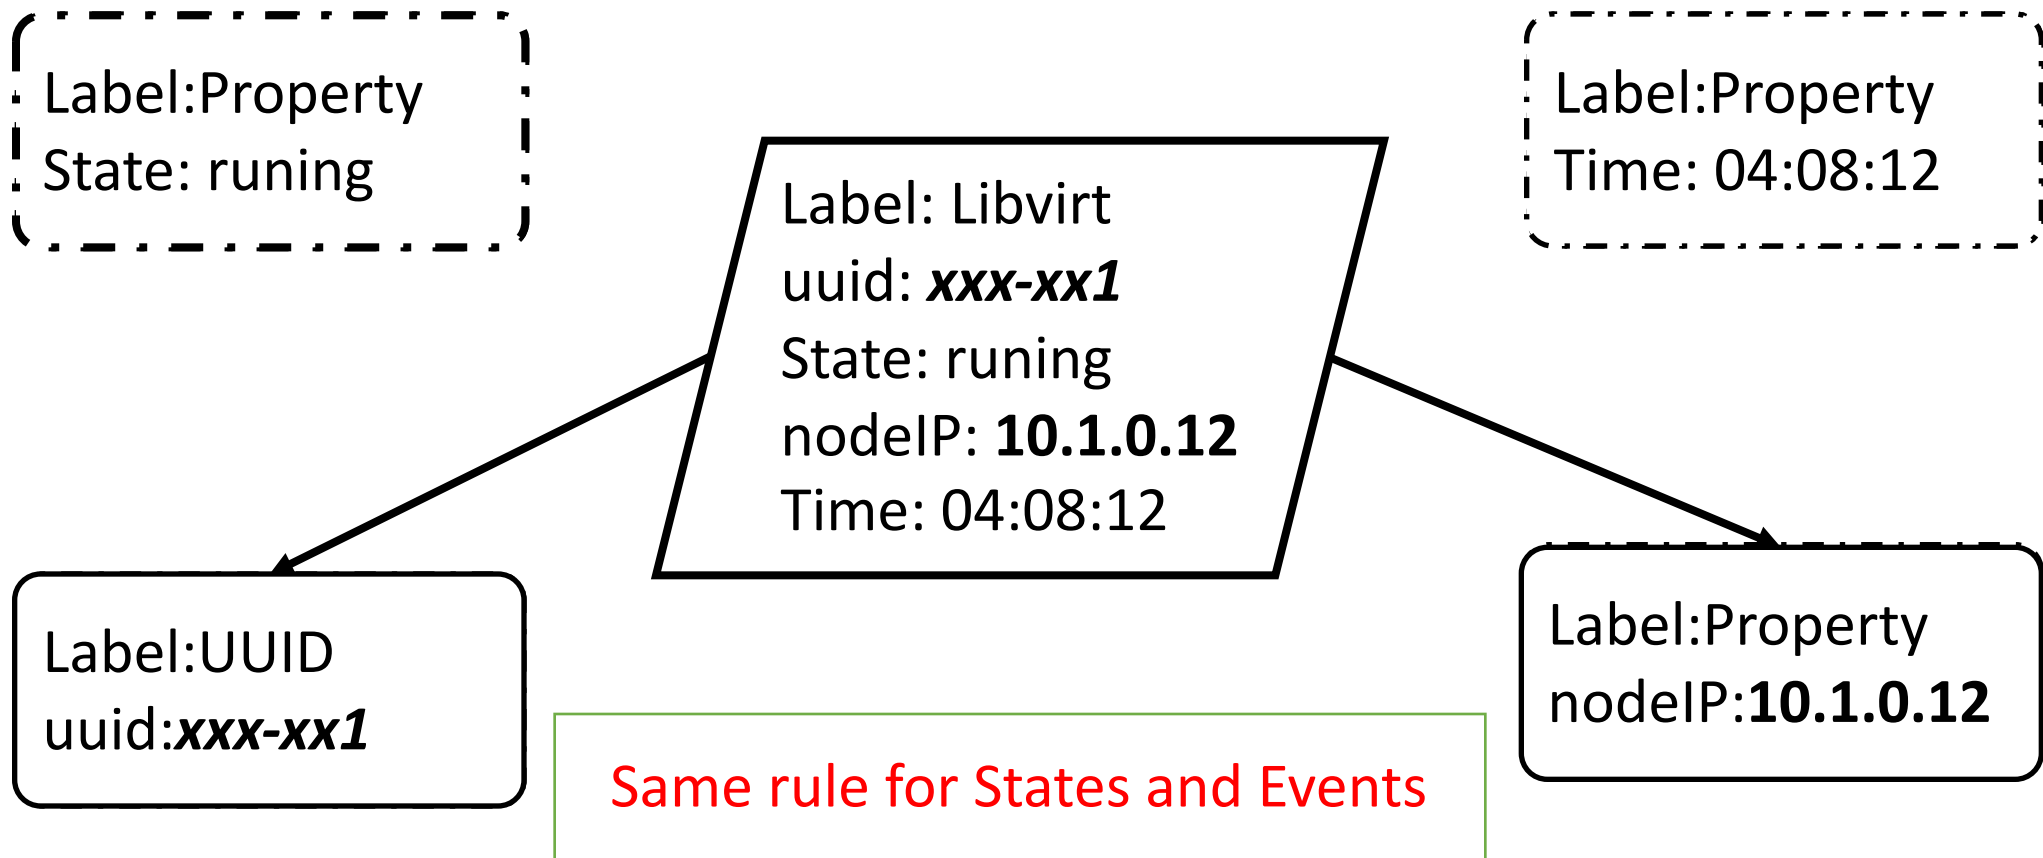 Label:Property
State: runing
Label:Property
Time: 04:08:12
Label: Libvirt
uuid: xxx-xx1
State: runing
nodeIP: 10.1.0.12
Time: 04:08:12
Label:UUID
uuid:xxx-xx1
Label:Property
nodeIP:10.1.0.12
Same rule for States and Events